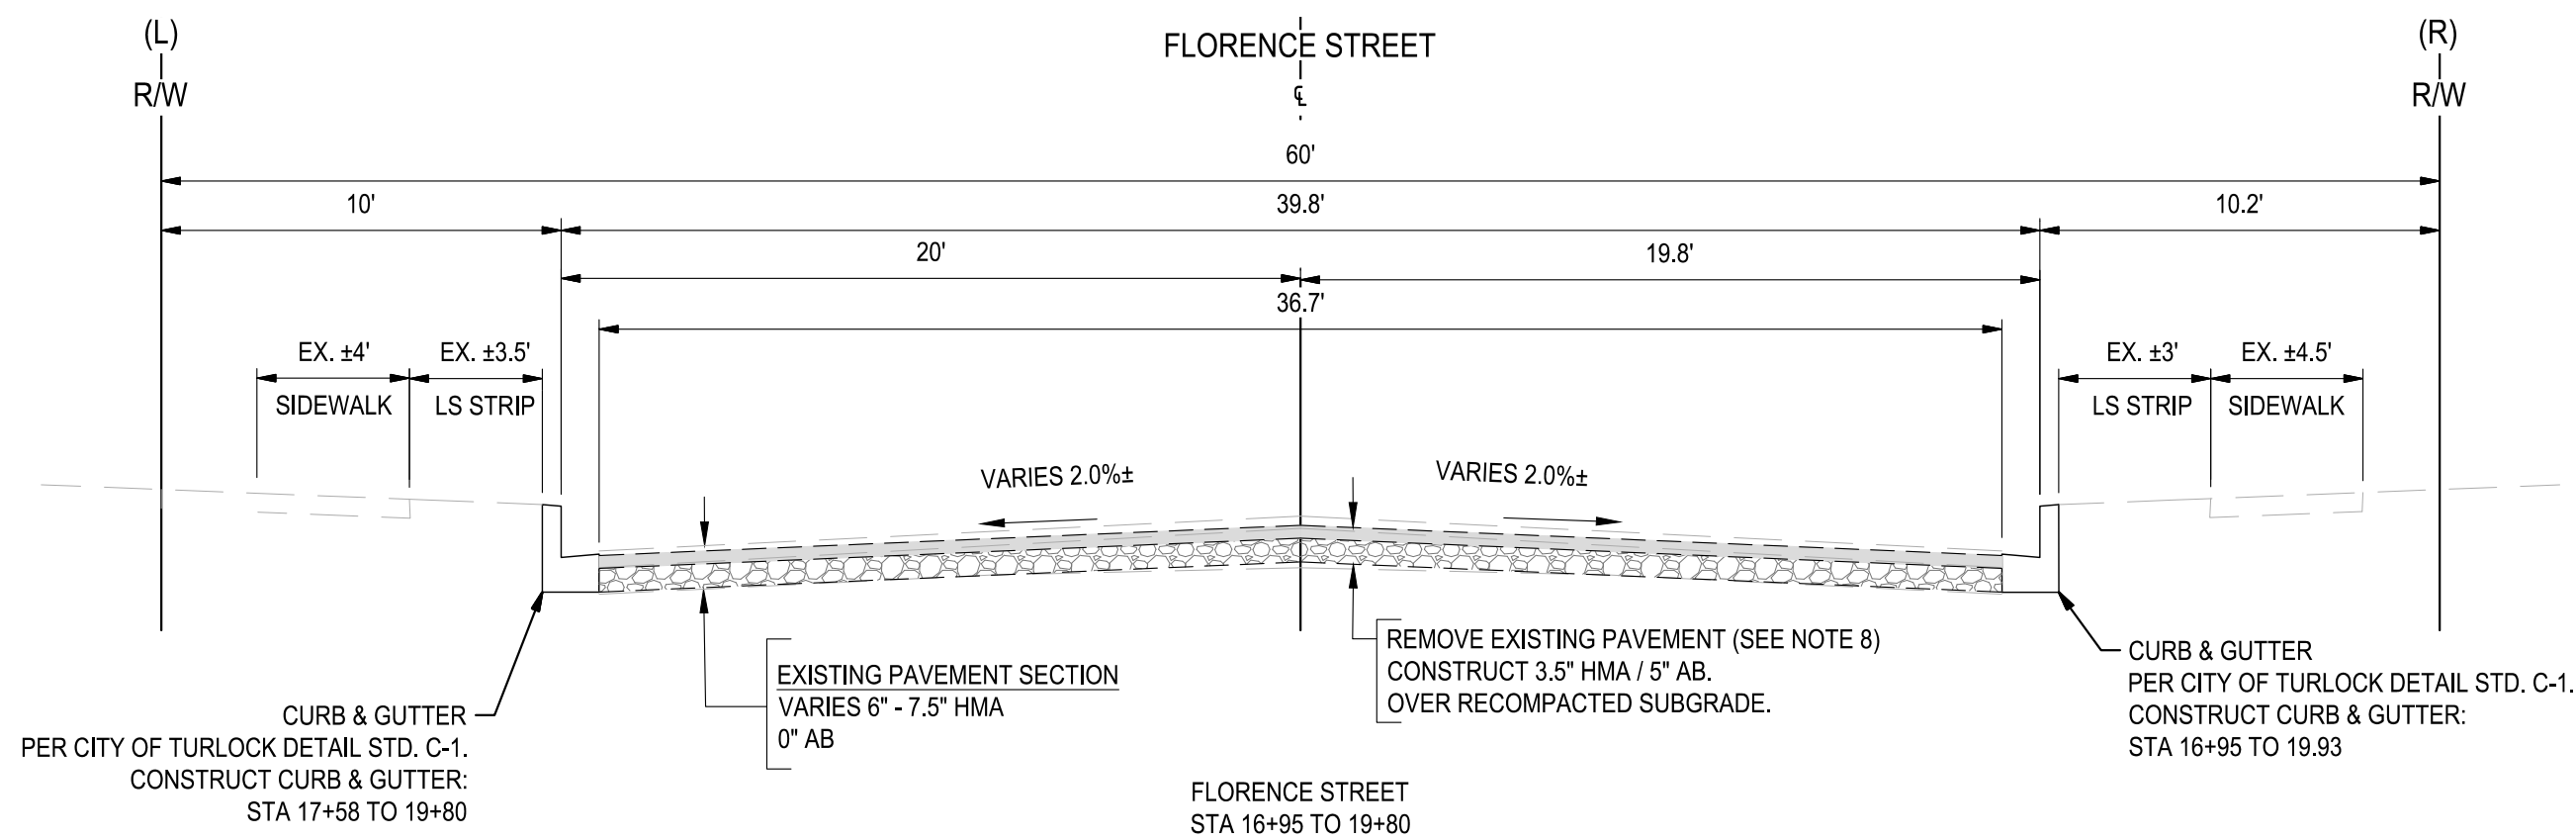 (L)
FLORENCE STREET
(R)
R/W
℄
R/W
60'
10'
39.8'
10.2'
20'
19.8'
36.7'
EX. ±4'
EX. ±3.5'
EX. ±3'
EX. ±4.5'
SIDEWALK
LS STRIP
LS STRIP
SIDEWALK
VARIES 2.0%±
VARIES 2.0%±
EXISTING PAVEMENT SECTION
VARIES 6" - 7.5" HMA
0" AB
REMOVE EXISTING PAVEMENT (SEE NOTE 8)
CONSTRUCT 3.5" HMA / 5" AB.
OVER RECOMPACTED SUBGRADE.
CURB & GUTTER
PER CITY OF TURLOCK DETAIL STD. C-1.
CONSTRUCT CURB & GUTTER:
STA 17+58 TO 19+80
CURB & GUTTER
PER CITY OF TURLOCK DETAIL STD. C-1.
CONSTRUCT CURB & GUTTER:
STA 16+95 TO 19.93
FLORENCE STREET
STA 16+95 TO 19+80